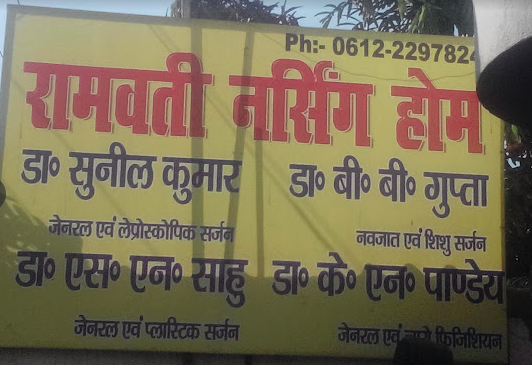 Ph:- 0612-2297824
रामवती नर्सिंग होम
डा॰ सुनील कुमार डा॰ बी॰ बी॰ गुप्ता
जेनरल एवं लेप्रोस्कोपिक सर्जन नवजात एवं शिशु सर्जन
डा॰ एस॰ एन॰ साहु डा॰ के॰ एन॰ पाण्डेय
जेनरल एवं प्लास्टिक सर्जन जेनरल एवं फिजिशियन